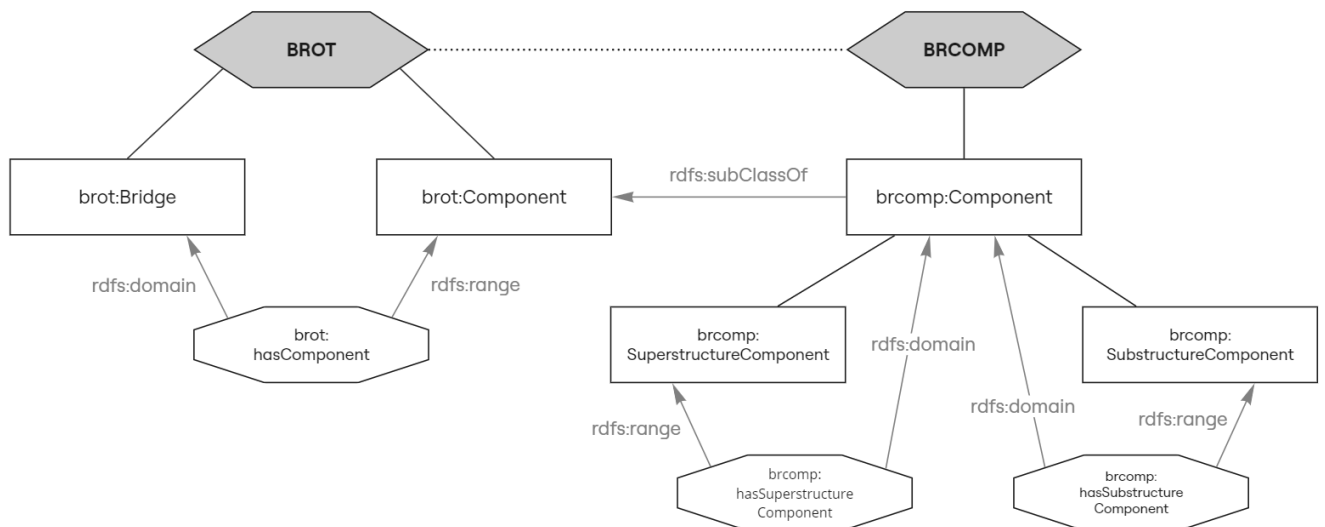 BROT
BRCOMP
brot:Bridge
brot:Component
rdfs:subClassOf
brcomp:Component
rdfs:domain
rdfs:range
brot:
hasComponent
brcomp:
SuperstructureComponent
rdfs:domain
brcomp:
SubstructureComponent
rdfs:range
rdfs:domain
rdfs:range
brcomp:
hasSuperstructure
Component
brcomp:
hasSubstructure
Component